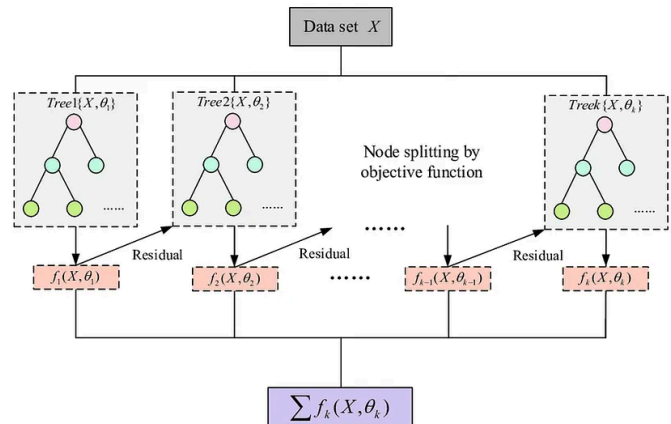 Data set X
Tree1{X,θ₁}
Tree2{X,θ₂}
Treek{X,θₖ}
Node splitting by
objective function
......
......
......
......
Residual
Residual
......
Residual
f₁(X,θ₁)
f₂(X,θ₂)
fₖ₋₁(X,θₖ₋₁)
fₖ(X,θₖ)
∑ fₖ(X,θₖ)